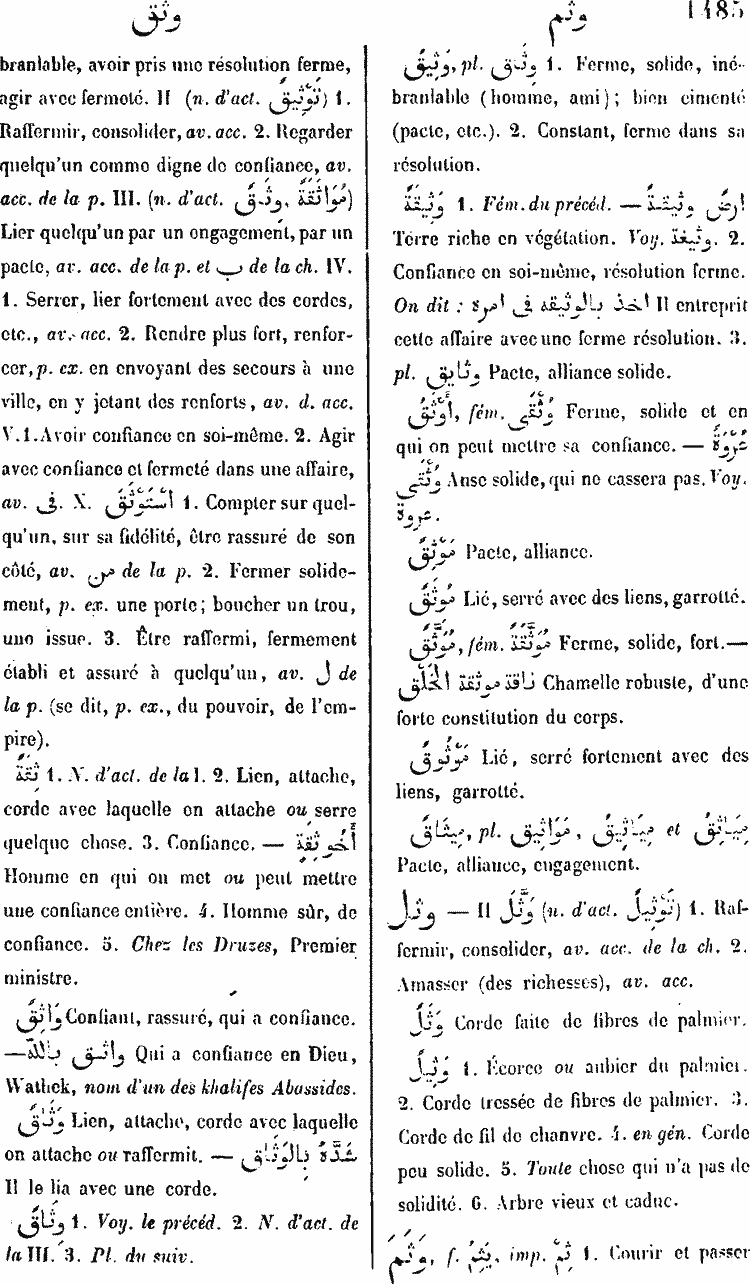 وثق
وثم 1485
branlable, avoir pris une résolution ferme,
agir avec fermeté. II (n. d'act. تَوْثِيقٌ) 1.
Raffermir, consolider, av. acc. 2. Regarder
quelqu'un comme digne de confiance, av.
acc. de la p. III. (n. d'act. مُوَاثَقَةٌ, وِثَاقٌ)
Lier quelqu'un par un engagement, par un
pacte, av. acc. de la p. et ب de la ch. IV.
1. Serrer, lier fortement avec des cordes,
etc., av. acc. 2. Rendre plus fort, renfor-
cer, p. ex. en envoyant des secours à une
ville, en y jetant des renforts, av. d. acc.
V. 1. Avoir confiance en soi-même. 2. Agir
avec confiance et fermeté dans une affaire,
av. فى. X. اسْتَوْثَقَ 1. Compter sur quel-
qu'un, sur sa fidélité, être rassuré de son
côté, av. من de la p. 2. Fermer solide-
ment, p. ex. une porte; boucher un trou,
une issue. 3. Être raffermi, fermement
établi et assuré à quelqu'un, av. ل de
la p. (se dit, p. ex., du pouvoir, de l'em-
pire).
ثِقَةٌ 1. N. d'act. de la I. 2. Lien, attache,
corde avec laquelle on attache ou serre
quelque chose. 3. Confiance. — أَخُو ثِقَةٍ
Homme en qui on met ou peut mettre
une confiance entière. 4. Homme sûr, de
confiance. 5. Chez les Druzes, Premier
ministre.
وَاثِقٌ Confiant, rassuré, qui a confiance.
— واثق بالله Qui a confiance en Dieu,
Wathek, nom d'un des khalifes Abassides.
وَثَاقٌ Lien, attache, corde avec laquelle
on attache ou raffermit. — شَدَّهُ بِالْوَثَاقِ
Il le lia avec une corde.
وِثَاقٌ 1. Voy. le précéd. 2. N. d'act. de
la III. 3. Pl. du suiv.
وَثِيقٌ, pl. وِثَاق 1. Ferme, solide, iné-
branlable (homme, ami); bien cimenté
(pacte, etc.). 2. Constant, ferme dans sa
résolution.
وَثِيقَةٌ 1. Fém. du précéd. — ارض وثيقة
Terre riche en végétation. Voy. وثيغة. 2.
Confiance en soi-même, résolution ferme.
On dit : اخذ بالوثيقة فى امره Il entreprit
cette affaire avec une ferme résolution. 3.
pl. وثايق Pacte, alliance solide.
أَوْثَقُ, fém. وُثْقَى Ferme, solide et en
qui on peut mettre sa confiance. — عُرْوَةٌ
وُثْقَى Anse solide, qui ne cassera pas. Voy.
عروة.
مَوْثِقٌ Pacte, alliance.
مُوثَقٌ Lié, serré avec des liens, garrotté.
مُوَثَّقٌ, fém. مُوَثَّقَةٌ Ferme, solide, fort. —
ناقة موثقة الخَلْقِ Chamelle robuste, d'une
forte constitution du corps.
مَوْثُوقٌ Lié, serré fortement avec des
liens, garrotté.
مِيثَاقٌ, pl. مَوَاثِيق, مَيَاثِيق et مَيَاثِق
Pacte, alliance, engagement.
وثل — II وَثَّلَ (n. d'act. تَوْثِيلٌ) 1. Raf-
fermir, consolider, av. acc. de la ch. 2.
Amasser (des richesses), av. acc.
وَثَلٌ Corde faite de fibres de palmier.
وَثِيلٌ 1. Écorce ou aubier du palmier.
2. Corde tressée de fibres de palmier. 3.
Corde de fil de chanvre. 4. en gén. Corde
peu solide. 5. Toute chose qui n'a pas de
solidité. 6. Arbre vieux et caduc.
وَثَمَ, f. يَثِمُ, imp. ثِمْ 1. Courir et passer